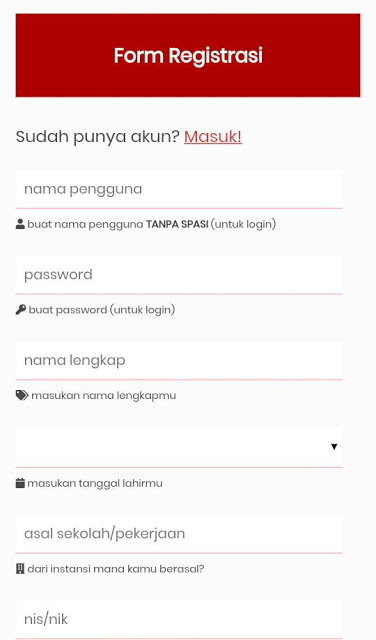 Form Registrasi
Sudah punya akun? Masuk!
nama pengguna
buat nama pengguna TANPA SPASI (untuk login)
password
buat password (untuk login)
nama lengkap
masukan nama lengkapmu
masukan tanggal lahirmu
asal sekolah/pekerjaan
dari instansi mana kamu berasal?
nis/nik